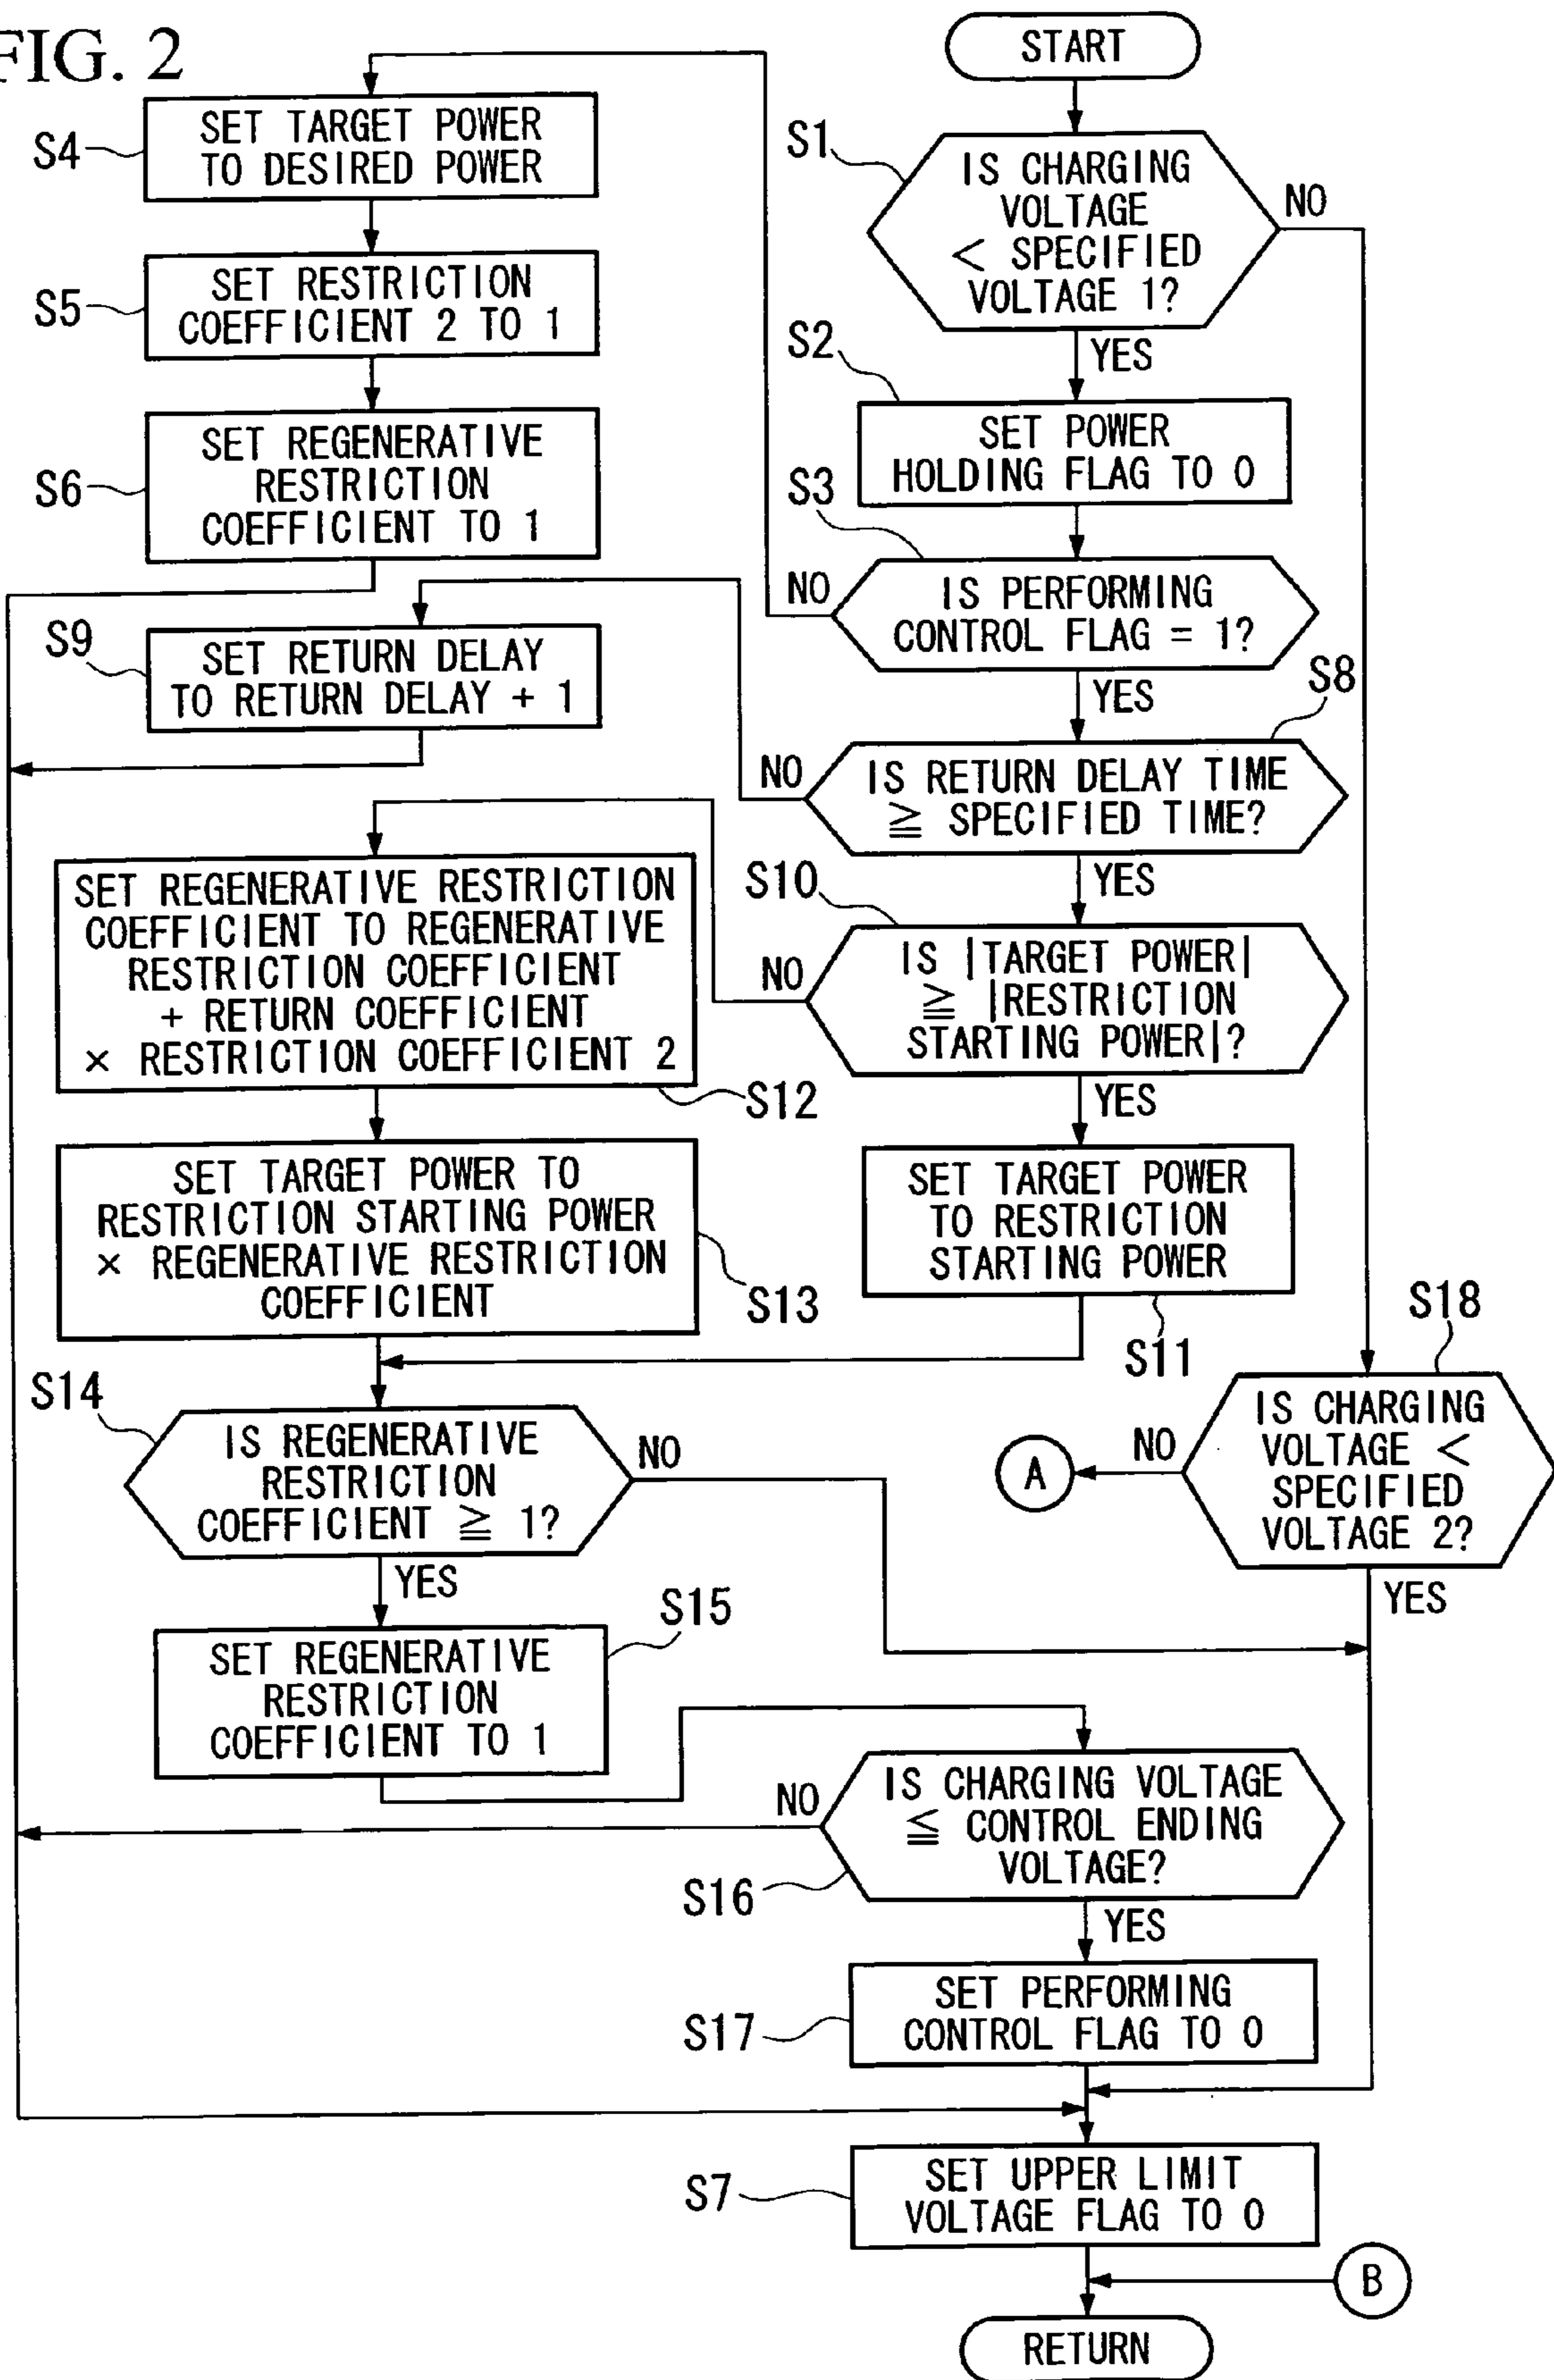 FIG. 2
START
S1
IS CHARGING
VOLTAGE
< SPECIFIED
VOLTAGE 1?
NO
YES
S2
SET POWER
HOLDING FLAG TO 0
S3
IS PERFORMING
CONTROL FLAG = 1?
NO
YES
S4
SET TARGET POWER
TO DESIRED POWER
S5
SET RESTRICTION
COEFFICIENT 2 TO 1
S6
SET REGENERATIVE
RESTRICTION
COEFFICIENT TO 1
S8
IS RETURN DELAY TIME
≧ SPECIFIED TIME?
NO
YES
S9
SET RETURN DELAY
TO RETURN DELAY + 1
S10
IS |TARGET POWER|
≧ |RESTRICTION
STARTING POWER|?
NO
YES
SET REGENERATIVE RESTRICTION
COEFFICIENT TO REGENERATIVE
RESTRICTION COEFFICIENT
+ RETURN COEFFICIENT
× RESTRICTION COEFFICIENT 2
S12
SET TARGET POWER TO
RESTRICTION STARTING POWER
× REGENERATIVE RESTRICTION
COEFFICIENT
S13
SET TARGET POWER
TO RESTRICTION
STARTING POWER
S11
S14
IS REGENERATIVE
RESTRICTION
COEFFICIENT ≧ 1?
NO
YES
S18
IS CHARGING
VOLTAGE <
SPECIFIED
VOLTAGE 2?
NO
A
YES
S15
SET REGENERATIVE
RESTRICTION
COEFFICIENT TO 1
IS CHARGING VOLTAGE
≦ CONTROL ENDING
VOLTAGE?
NO
S16
YES
S17
SET PERFORMING
CONTROL FLAG TO 0
S7
SET UPPER LIMIT
VOLTAGE FLAG TO 0
B
RETURN